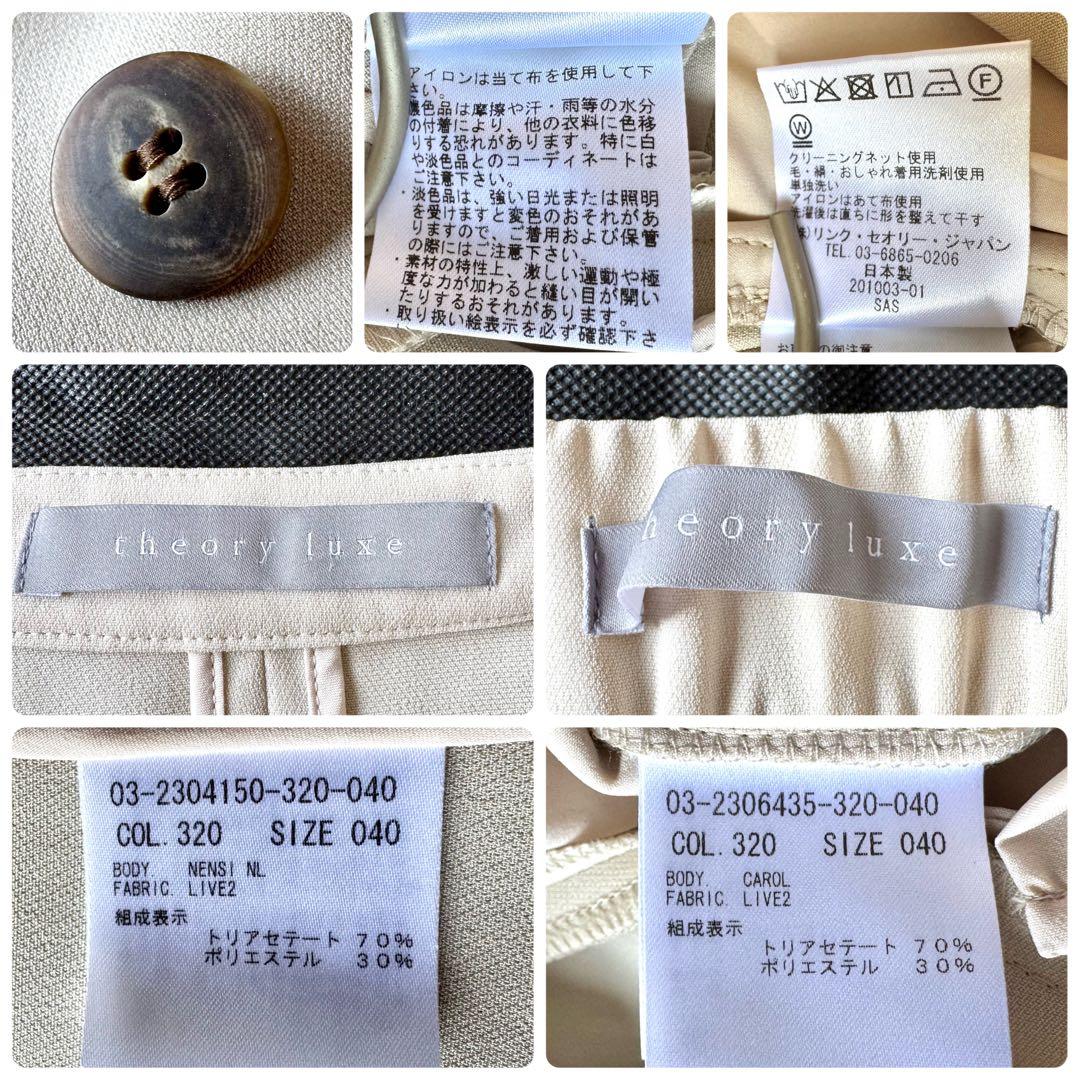 アイロンは当て布を使用して下
さい。
濃色品は摩擦や汗・雨等の水分
の付着により、他の衣料に色移
りする恐れがあります。特に白
や淡色品とのコーディネートは
ご注意下さい。
・淡色品は、強い日光または照明
を受けますと変色のおそれがあ
りますので、ご着用および保管
の際にはご注意下さい。
・素材の特性上、激しい運動や極
度な力が加わると縫い目が開い
たりするおそれがあります。
・取り扱い絵表示を必ず確認下さ
F
W
クリーニングネット使用
毛・絹・おしゃれ着用洗剤使用
単独洗い
アイロンはあて布使用
洗濯後は直ちに形を整えて干す
㈱リンク・セオリー・ジャパン
TEL.03-6865-0206
日本製
201003-01
SAS
の御注意
theory luxe
heory luxe
03-2304150-320-040
COL. 320 SIZE 040
BODY. NENSI NL
FABRIC. LIVE2
組成表示
トリアセテート 70%
ポリエステル 30%
03-2306435-320-040
COL. 320 SIZE 040
BODY. CAROL
FABRIC. LIVE2
組成表示
トリアセテート 70%
ポリエステル 30%